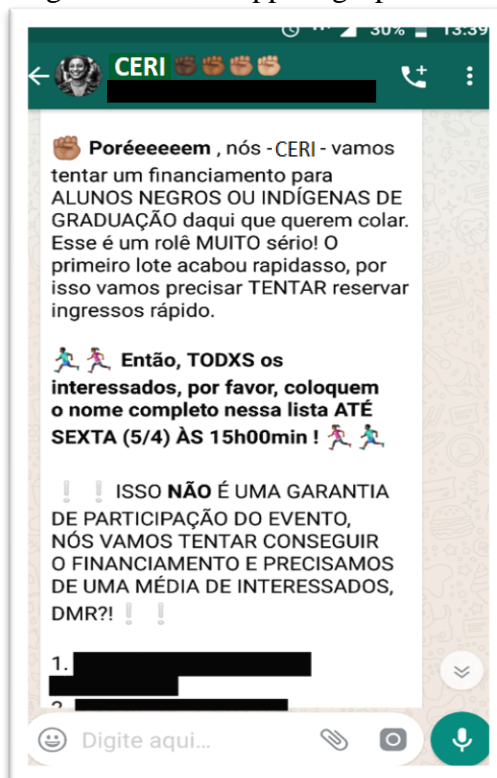 30% 13:39
CERI
Poréeeeeem , nós - CERI - vamos
tentar um financiamento para
ALUNOS NEGROS OU INDÍGENAS DE
GRADUAÇÃO daqui que querem colar.
Esse é um rolê MUITO sério! O
primeiro lote acabou rapidasso, por
isso vamos precisar TENTAR reservar
ingressos rápido.
Então, TODXS os
interessados, por favor, coloquem
o nome completo nessa lista ATÉ
SEXTA (5/4) ÀS 15h00min !
ISSO NÃO É UMA GARANTIA
DE PARTICIPAÇÃO DO EVENTO,
NÓS VAMOS TENTAR CONSEGUIR
O FINANCIAMENTO E PRECISAMOS
DE UMA MÉDIA DE INTERESSADOS,
DMR?!
1.
Digite aqui...